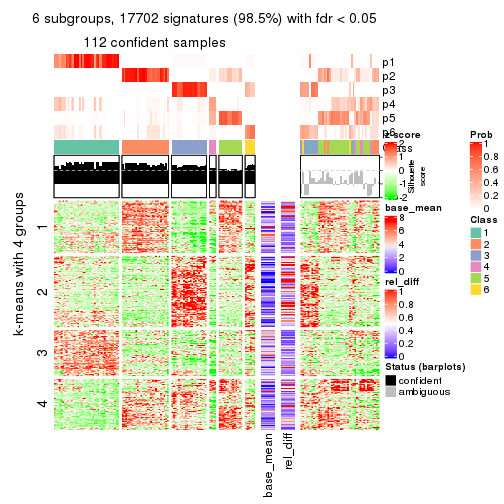 6 subgroups, 17702 signatures (98.5%) with fdr < 0.05
112 confident samples
p1
p2
p3
p4
p5
p6
Class
Silhouette
score
1
2
3
4
k-means with 4 groups
base_mean
rel_diff
z-score
2
1
0
-1
-2
base_mean
8
6
4
2
0
rel_diff
1
0.8
0.6
0.4
0.2
0
Status (barplots)
confident
ambiguous
Prob
1
0.8
0.6
0.4
0.2
0
Class
1
2
3
4
5
6